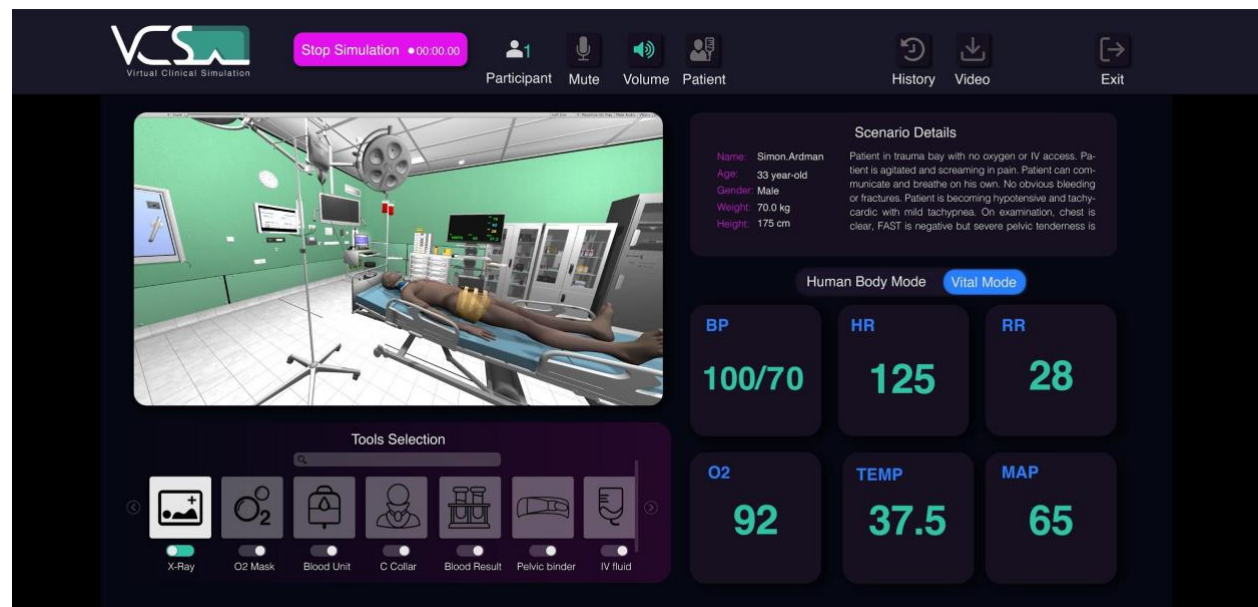 VCS
Virtual Clinical Simulation
Stop Simulation ●00:00.00
1
Participant
Mute
Volume
Patient
History
Video
Exit
Scenario Details
Name: Simon.Ardman
Age: 33 year-old
Gender: Male
Weight: 70.0 kg
Height: 175 cm
Patient in trauma bay with no oxygen or IV access. Pa-
tient is agitated and screaming in pain. Patient can com-
municate and breathe on his own. No obvious bleeding
or fractures. Patient is becoming hypotensive and tachy-
cardic with mild tachypnea. On examination, chest is
clear, FAST is negative but severe pelvic tenderness is
Human Body Mode
Vital Mode
BP
100/70
HR
125
RR
28
O2
92
TEMP
37.5
MAP
65
Tools Selection
O2
X-Ray
O2 Mask
Blood Unit
C Collar
Blood Result
Pelvic binder
IV fluid